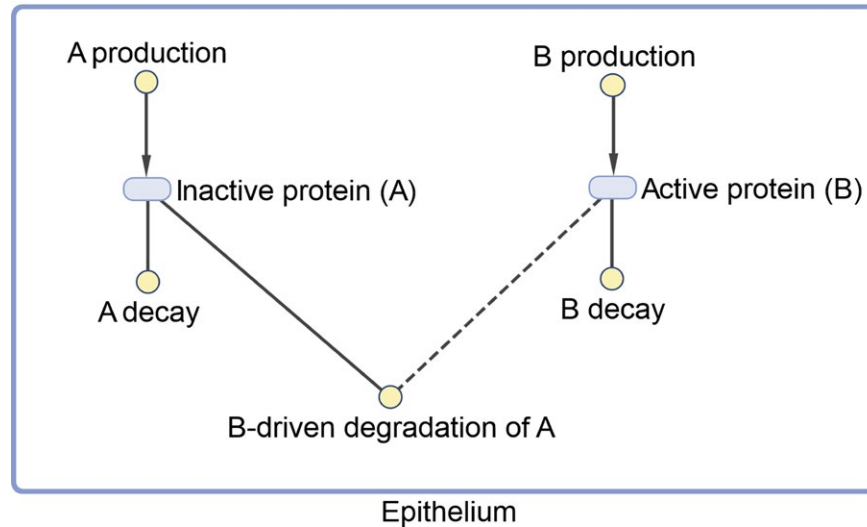 A production
B production
Inactive protein (A)
Active protein (B)
A decay
B decay
B-driven degradation of A
Epithelium